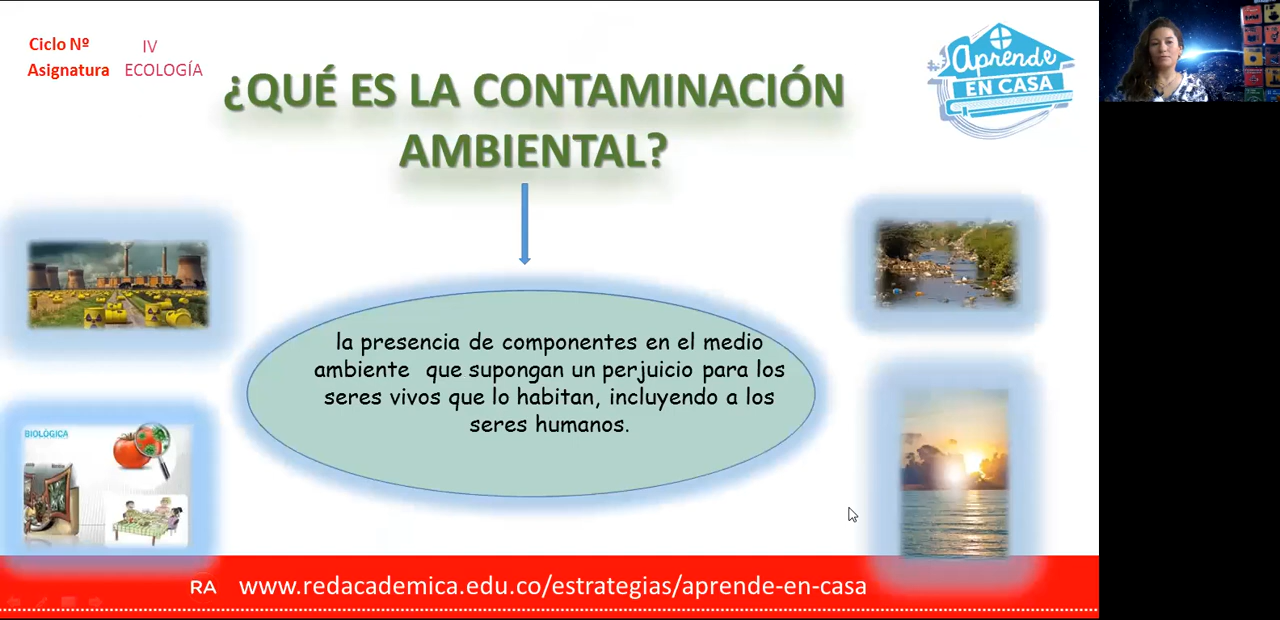 Ciclo Nº IV
Asignatura ECOLOGÍA
¿QUÉ ES LA CONTAMINACIÓN
AMBIENTAL?
Aprende
EN CASA
la presencia de componentes en el medio
ambiente que supongan un perjuicio para los
seres vivos que lo habitan, incluyendo a los
seres humanos.
BIOLÓGICA
RA www.redacademica.edu.co/estrategias/aprende-en-casa